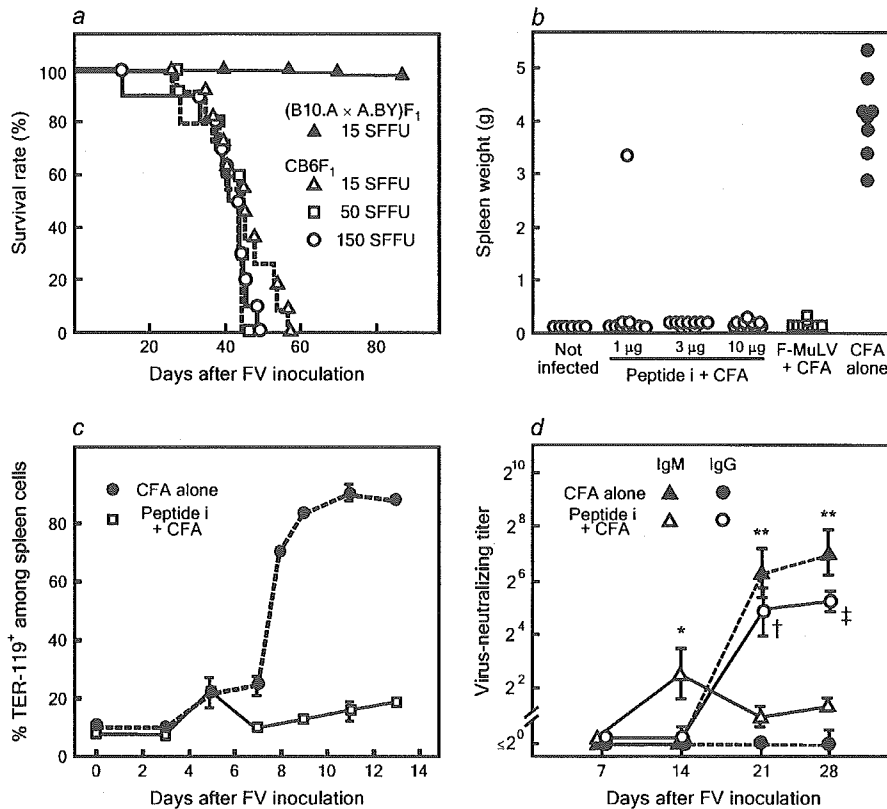 a
Survival rate (%)
100
80
60
40
20
0
(B10.A × A.BY)F1
15 SFFU
CB6F1
15 SFFU
50 SFFU
150 SFFU
20 40 60 80
Days after FV inoculation
b
Spleen weight (g)
5
4
3
2
1
0
Not infected
1 µg
3 µg
10 µg
Peptide i + CFA
F-MuLV + CFA
CFA alone
c
% TER-119+ among spleen cells
80
60
40
20
0
CFA alone
Peptide i + CFA
0 2 4 6 8 10 12 14
Days after FV inoculation
d
Virus-neutralizing titer
2^10
2^8
2^6
2^4
2^2
≤2^0
IgM IgG
CFA alone
Peptide i + CFA
*
**
**
†
‡
7 14 21 28
Days after FV inoculation